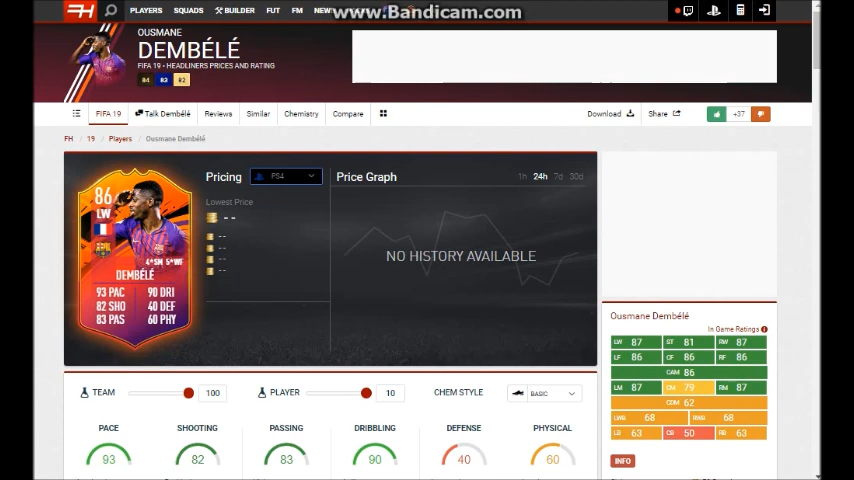 www.Bandicam.com
FH PLAYERS SQUADS BUILDER FUT FM
OUSMANE
DEMBÉLÉ
FIFA 19 • HEADLINERS PRICES AND RATING
84 83 82
FIFA 19 Talk Dembélé Reviews Similar Chemistry Compare Download Share +37
FH / 19 / Players / Ousmane Dembélé
86
LW
4*SM 5*WF
DEMBÉLÉ
93 PAC 90 DRI
82 SHO 40 DEF
83 PAS 60 PHY
Pricing PS4
Lowest Price
- -
--
--
--
--
Price Graph 1h 24h 7d 30d
NO HISTORY AVAILABLE
Ousmane Dembélé
In Game Ratings
LW 87 ST 81 RW 87
LF 86 CF 86 RF 86
CAM 86
LM 87 CM 79 RM 87
CDM 62
LWB 68 RWB 68
LB 63 CB 50 RB 63
INFO
TEAM 100 PLAYER 10 CHEM STYLE BASIC
PACE SHOOTING PASSING DRIBBLING DEFENSE PHYSICAL
93 82 83 90 40 60